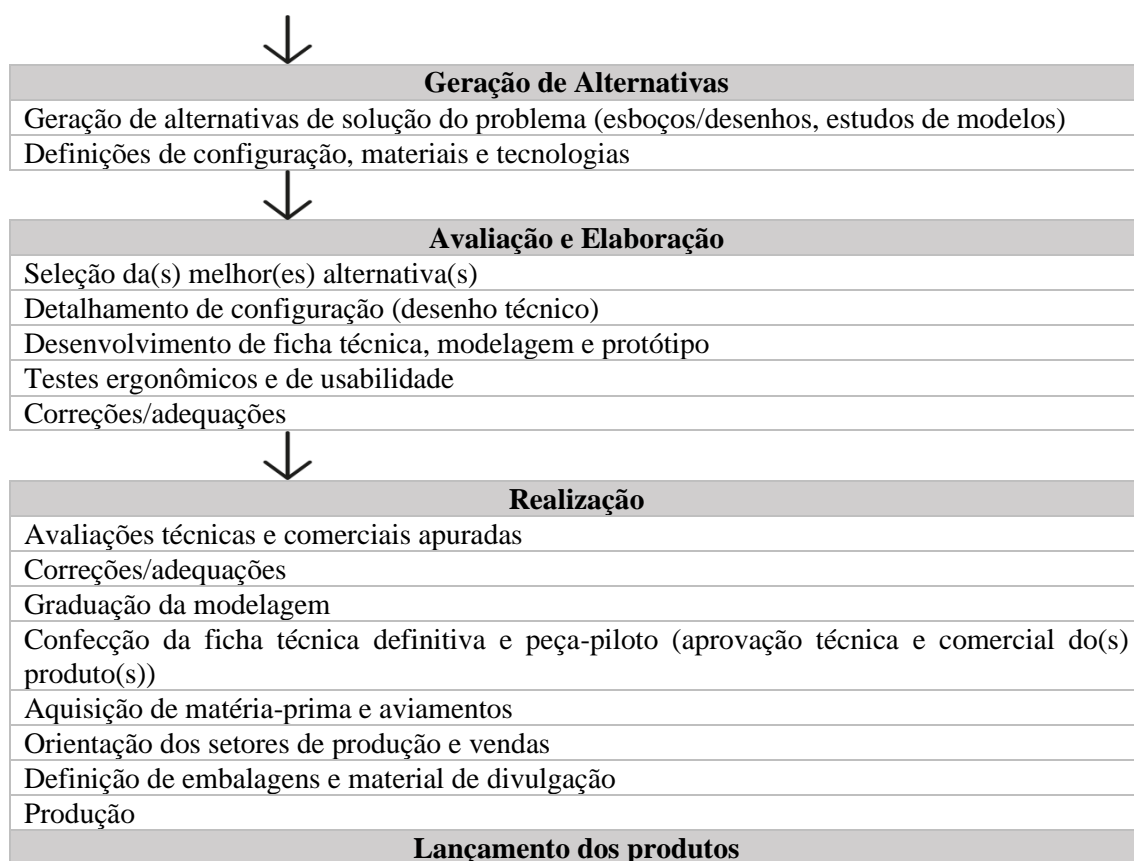 Geração de Alternativas
Geração de alternativas de solução do problema (esboços/desenhos, estudos de modelos)
Definições de configuração, materiais e tecnologias
Avaliação e Elaboração
Seleção da(s) melhor(es) alternativa(s)
Detalhamento de configuração (desenho técnico)
Desenvolvimento de ficha técnica, modelagem e protótipo
Testes ergonômicos e de usabilidade
Correções/adequações
Realização
Avaliações técnicas e comerciais apuradas
Correções/adequações
Graduação da modelagem
Confecção da ficha técnica definitiva e peça-piloto (aprovação técnica e comercial do(s)
produto(s))
Aquisição de matéria-prima e aviamentos
Orientação dos setores de produção e vendas
Definição de embalagens e material de divulgação
Produção
Lançamento dos produtos